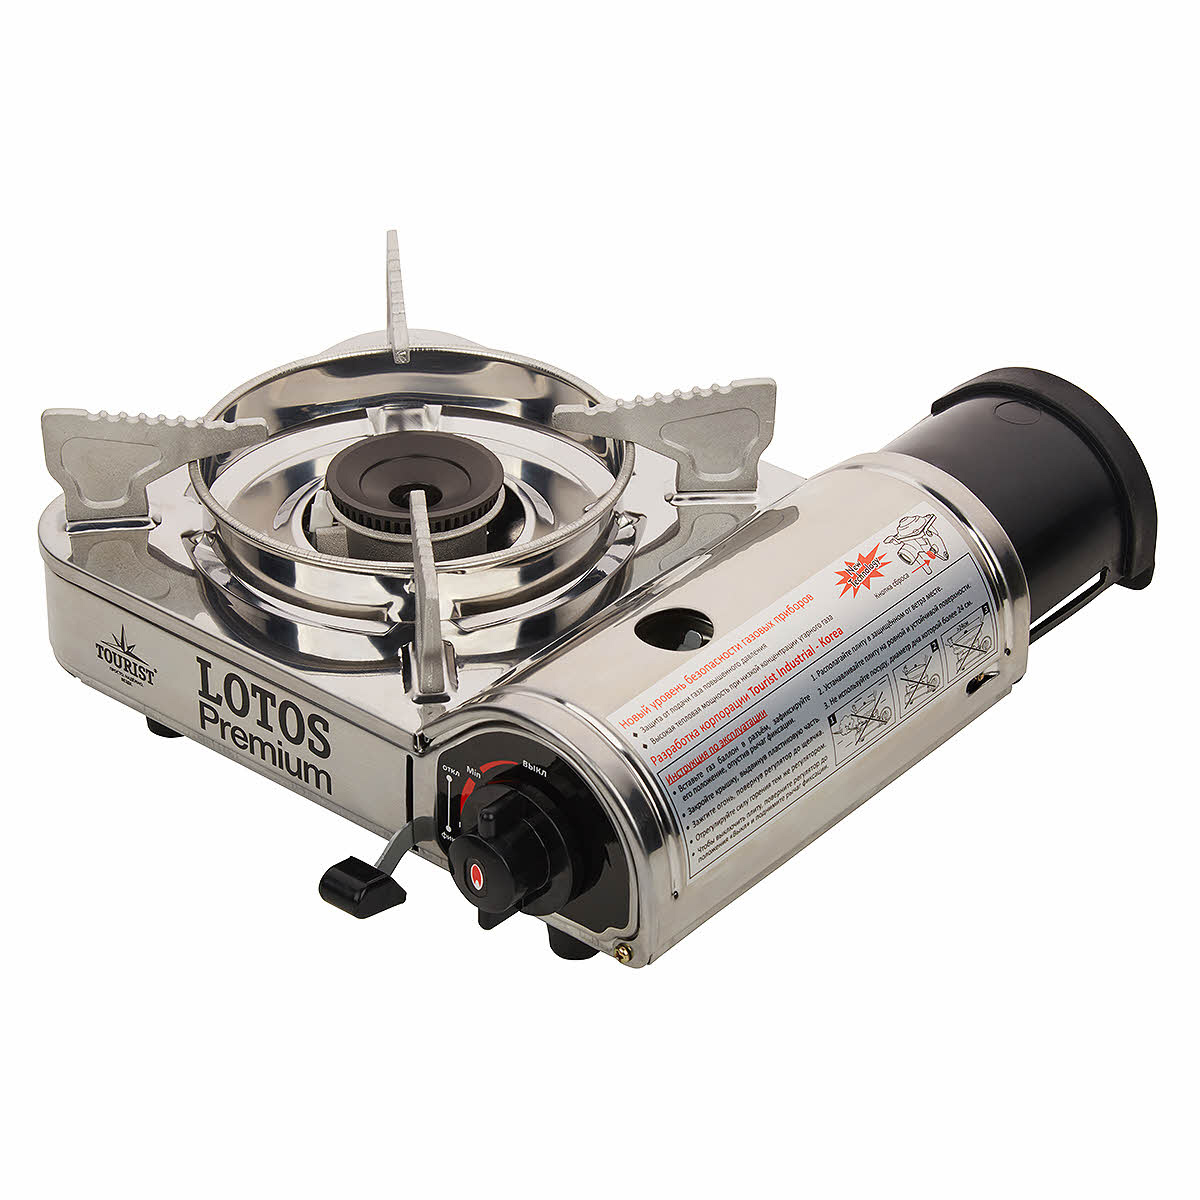 TOURIST
LOTOS
Premium
откл
Min
выкл
New
Technology
Кнопка сброса
Новый уровень безопасности газовых приборов
Защита от подачи газа повышенного давления
Высокая тепловая мощность при низкой концентрации угарного газа
Разработка корпорации Tourist Industrial - Korea
Инструкция по эксплуатации
• Вставьте газ баллон в разъём, зафиксируйте
его положение, опустив рычаг фиксации.
• Закройте крышку, выдвинув пластиковую часть.
• Зажгите огонь, повернув регулятор до щелчка.
• Отрегулируйте силу горения тем же регулятором.
• Чтобы выключить плиту, поверните регулятор до
положения «Выкл» и поднимите рычаг фиксации.
1. Располагайте плиту в защищённом от ветра месте.
2. Устанавливайте плиту на ровной и устойчивой поверхности.
3. Не используйте посуду, диаметр дна которой более 24 см.
1
2
3